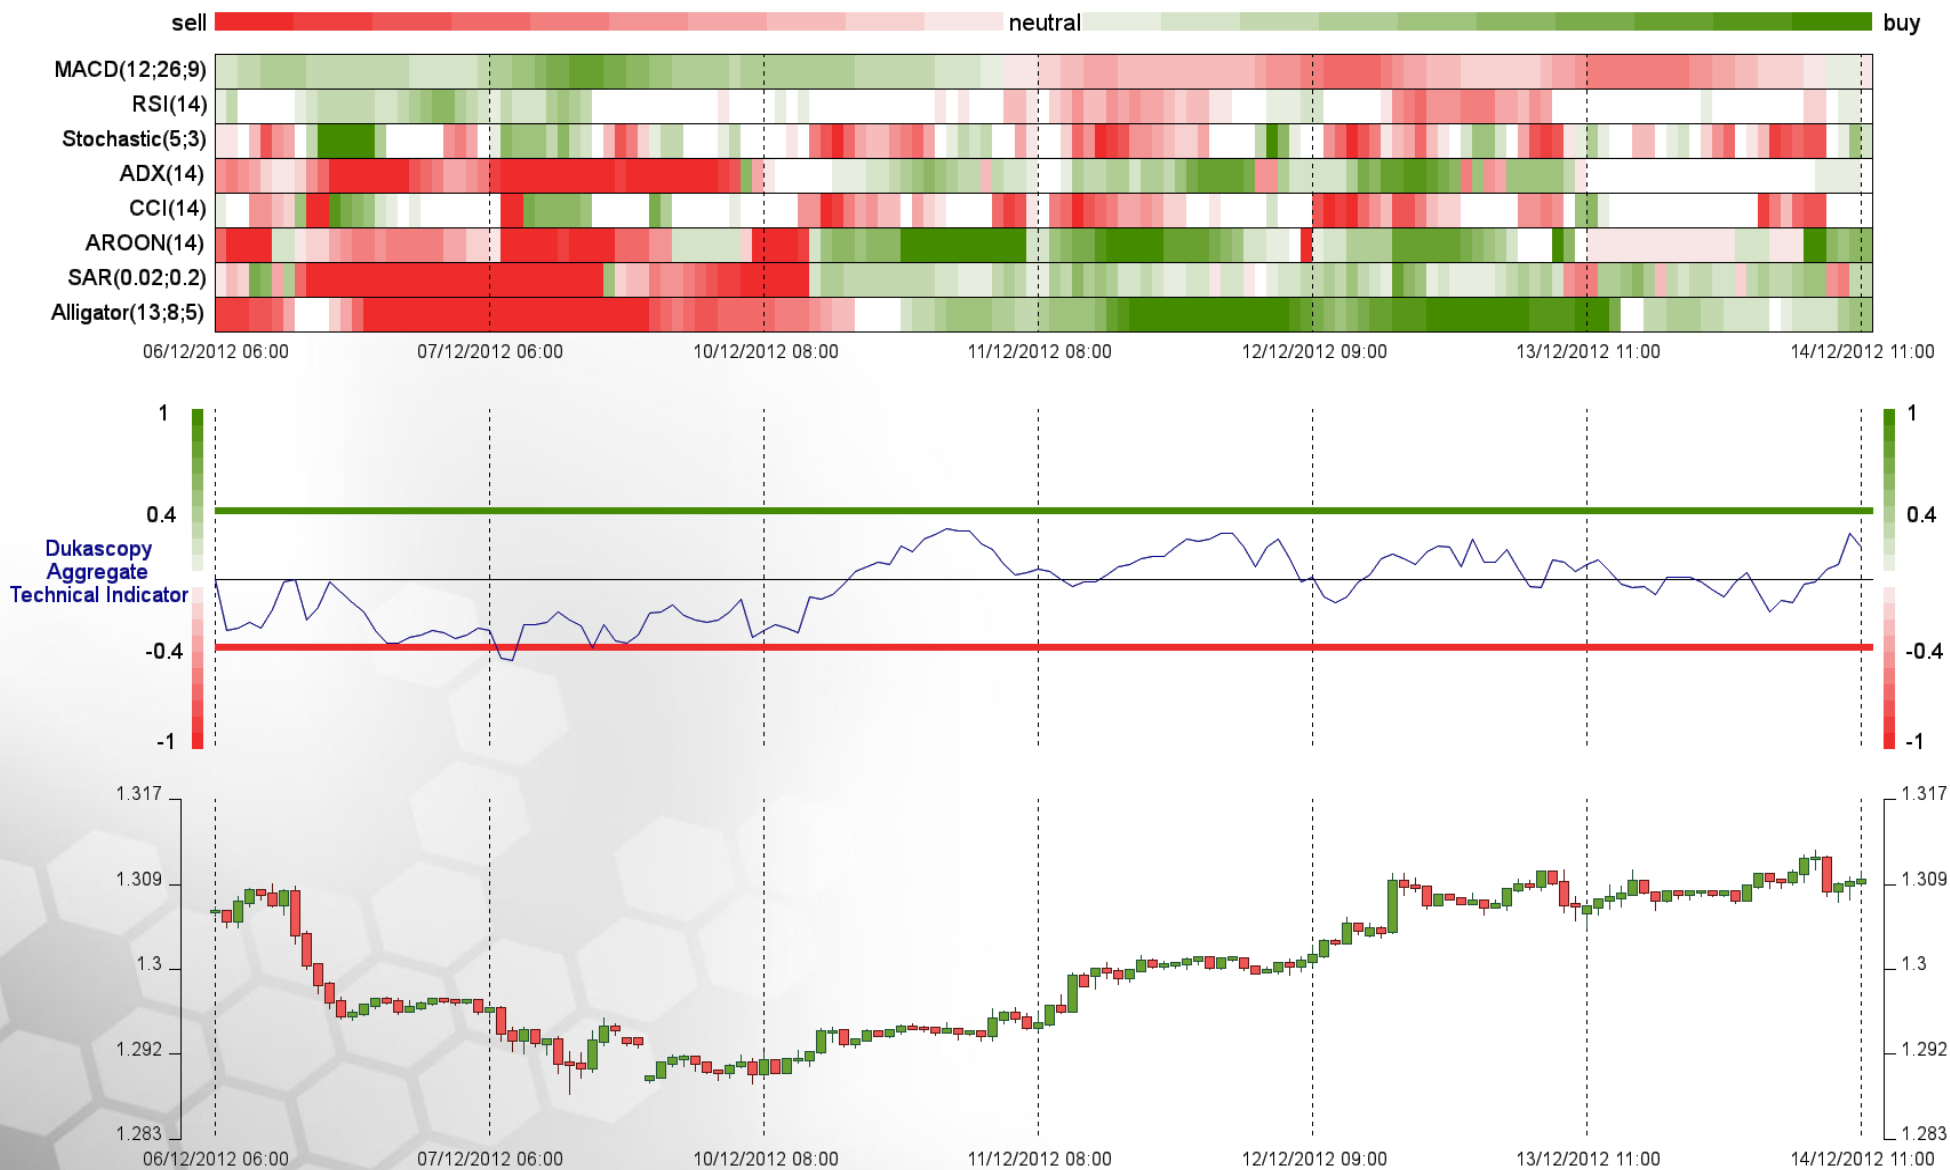 sell neutral buy
MACD(12;26;9)
RSI(14)
Stochastic(5;3)
ADX(14)
CCI(14)
AROON(14)
SAR(0.02;0.2)
Alligator(13;8;5)
06/12/2012 06:00 07/12/2012 06:00 10/12/2012 08:00 11/12/2012 08:00 12/12/2012 09:00 13/12/2012 11:00 14/12/2012 11:00
1 1
0.4 0.4
Dukascopy
Aggregate
Technical Indicator
-0.4 -0.4
-1 -1
1.317 1.317
1.309 1.309
1.3 1.3
1.292 1.292
1.283 1.283
06/12/2012 06:00 07/12/2012 06:00 10/12/2012 08:00 11/12/2012 08:00 12/12/2012 09:00 13/12/2012 11:00 14/12/2012 11:00